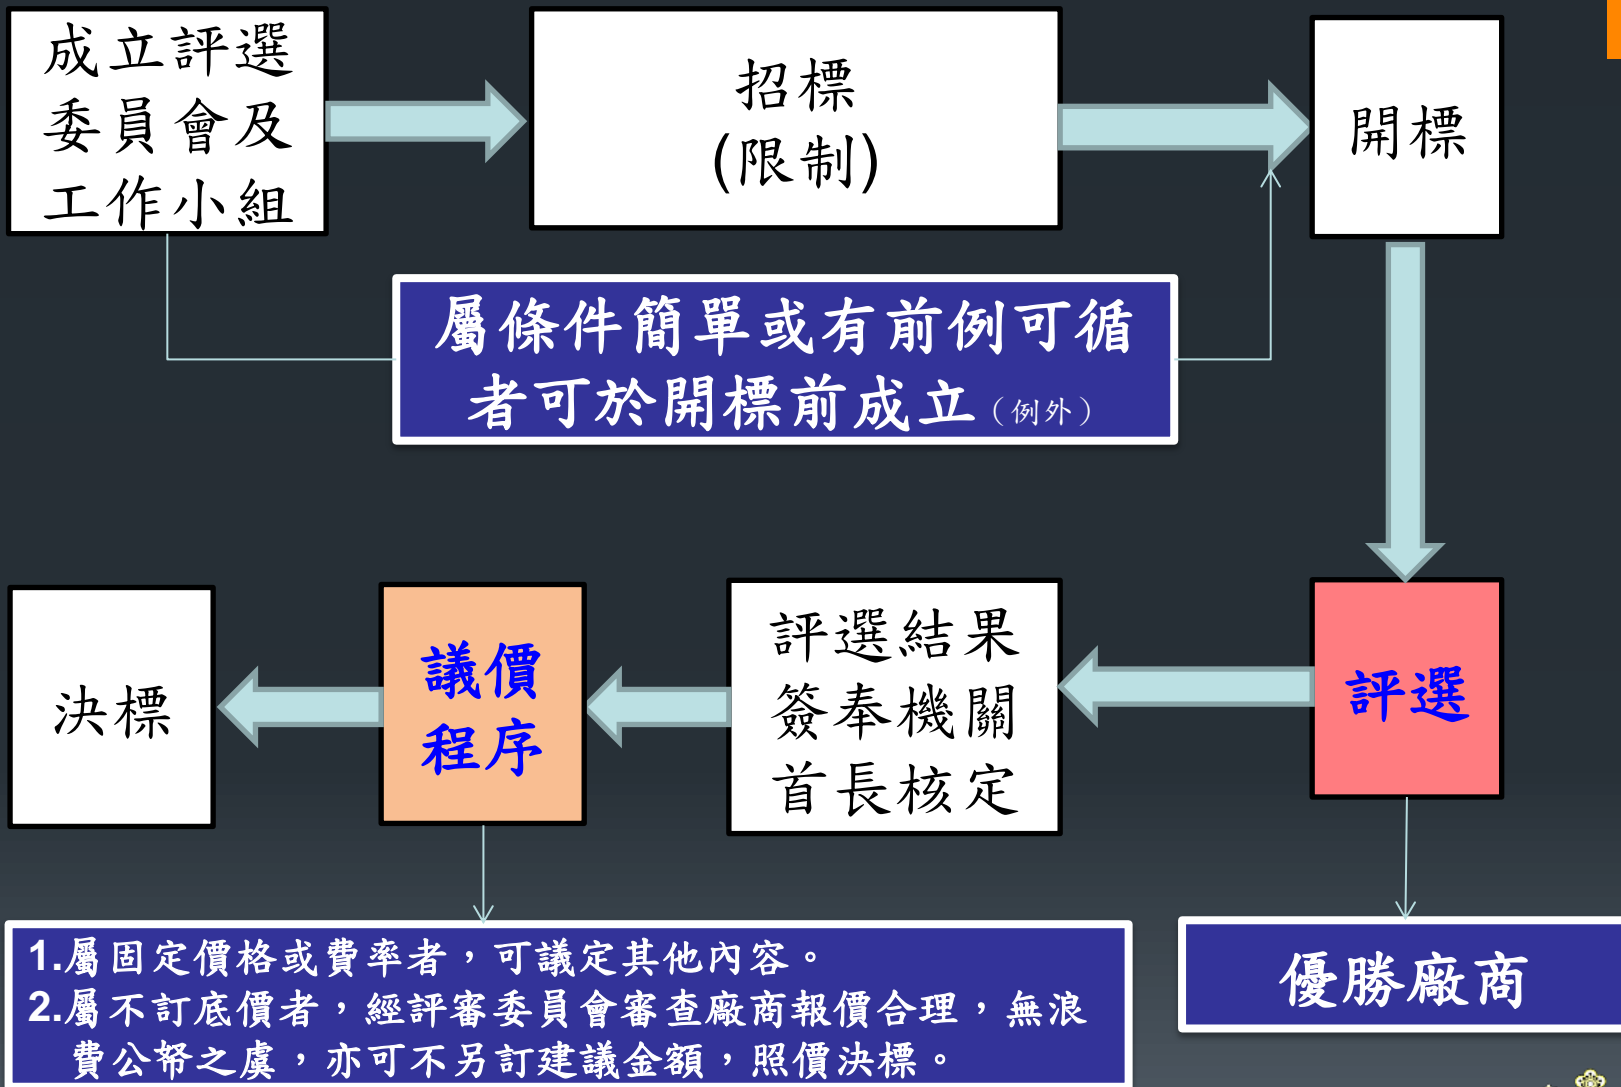 成立評選
委員會及
工作小組
招標
(限制)
開標
屬條件簡單或有前例可循
者可於開標前成立（例外）
決標
議價
程序
評選結果
簽奉機關
首長核定
評選
1.屬固定價格或費率者，可議定其他內容。
2.屬不訂底價者，經評審委員會審查廠商報價合理，無浪
費公帑之虞，亦可不另訂建議金額，照價決標。
優勝廠商